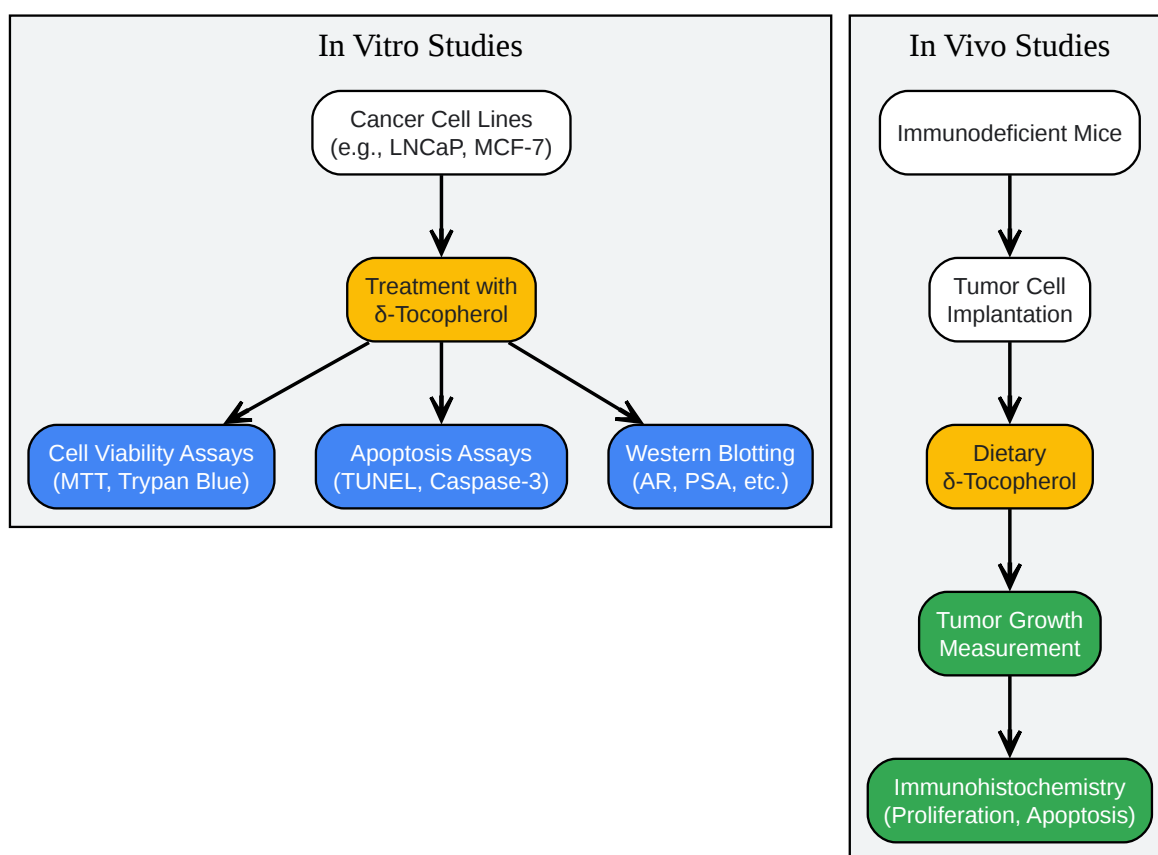 In Vitro Studies
Cancer Cell Lines
(e.g., LNCaP, MCF-7)
Treatment with
δ-Tocopherol
Cell Viability Assays
(MTT, Trypan Blue)
Apoptosis Assays
(TUNEL, Caspase-3)
Western Blotting
(AR, PSA, etc.)
In Vivo Studies
Immunodeficient Mice
Tumor Cell
Implantation
Dietary
δ-Tocopherol
Tumor Growth
Measurement
Immunohistochemistry
(Proliferation, Apoptosis)